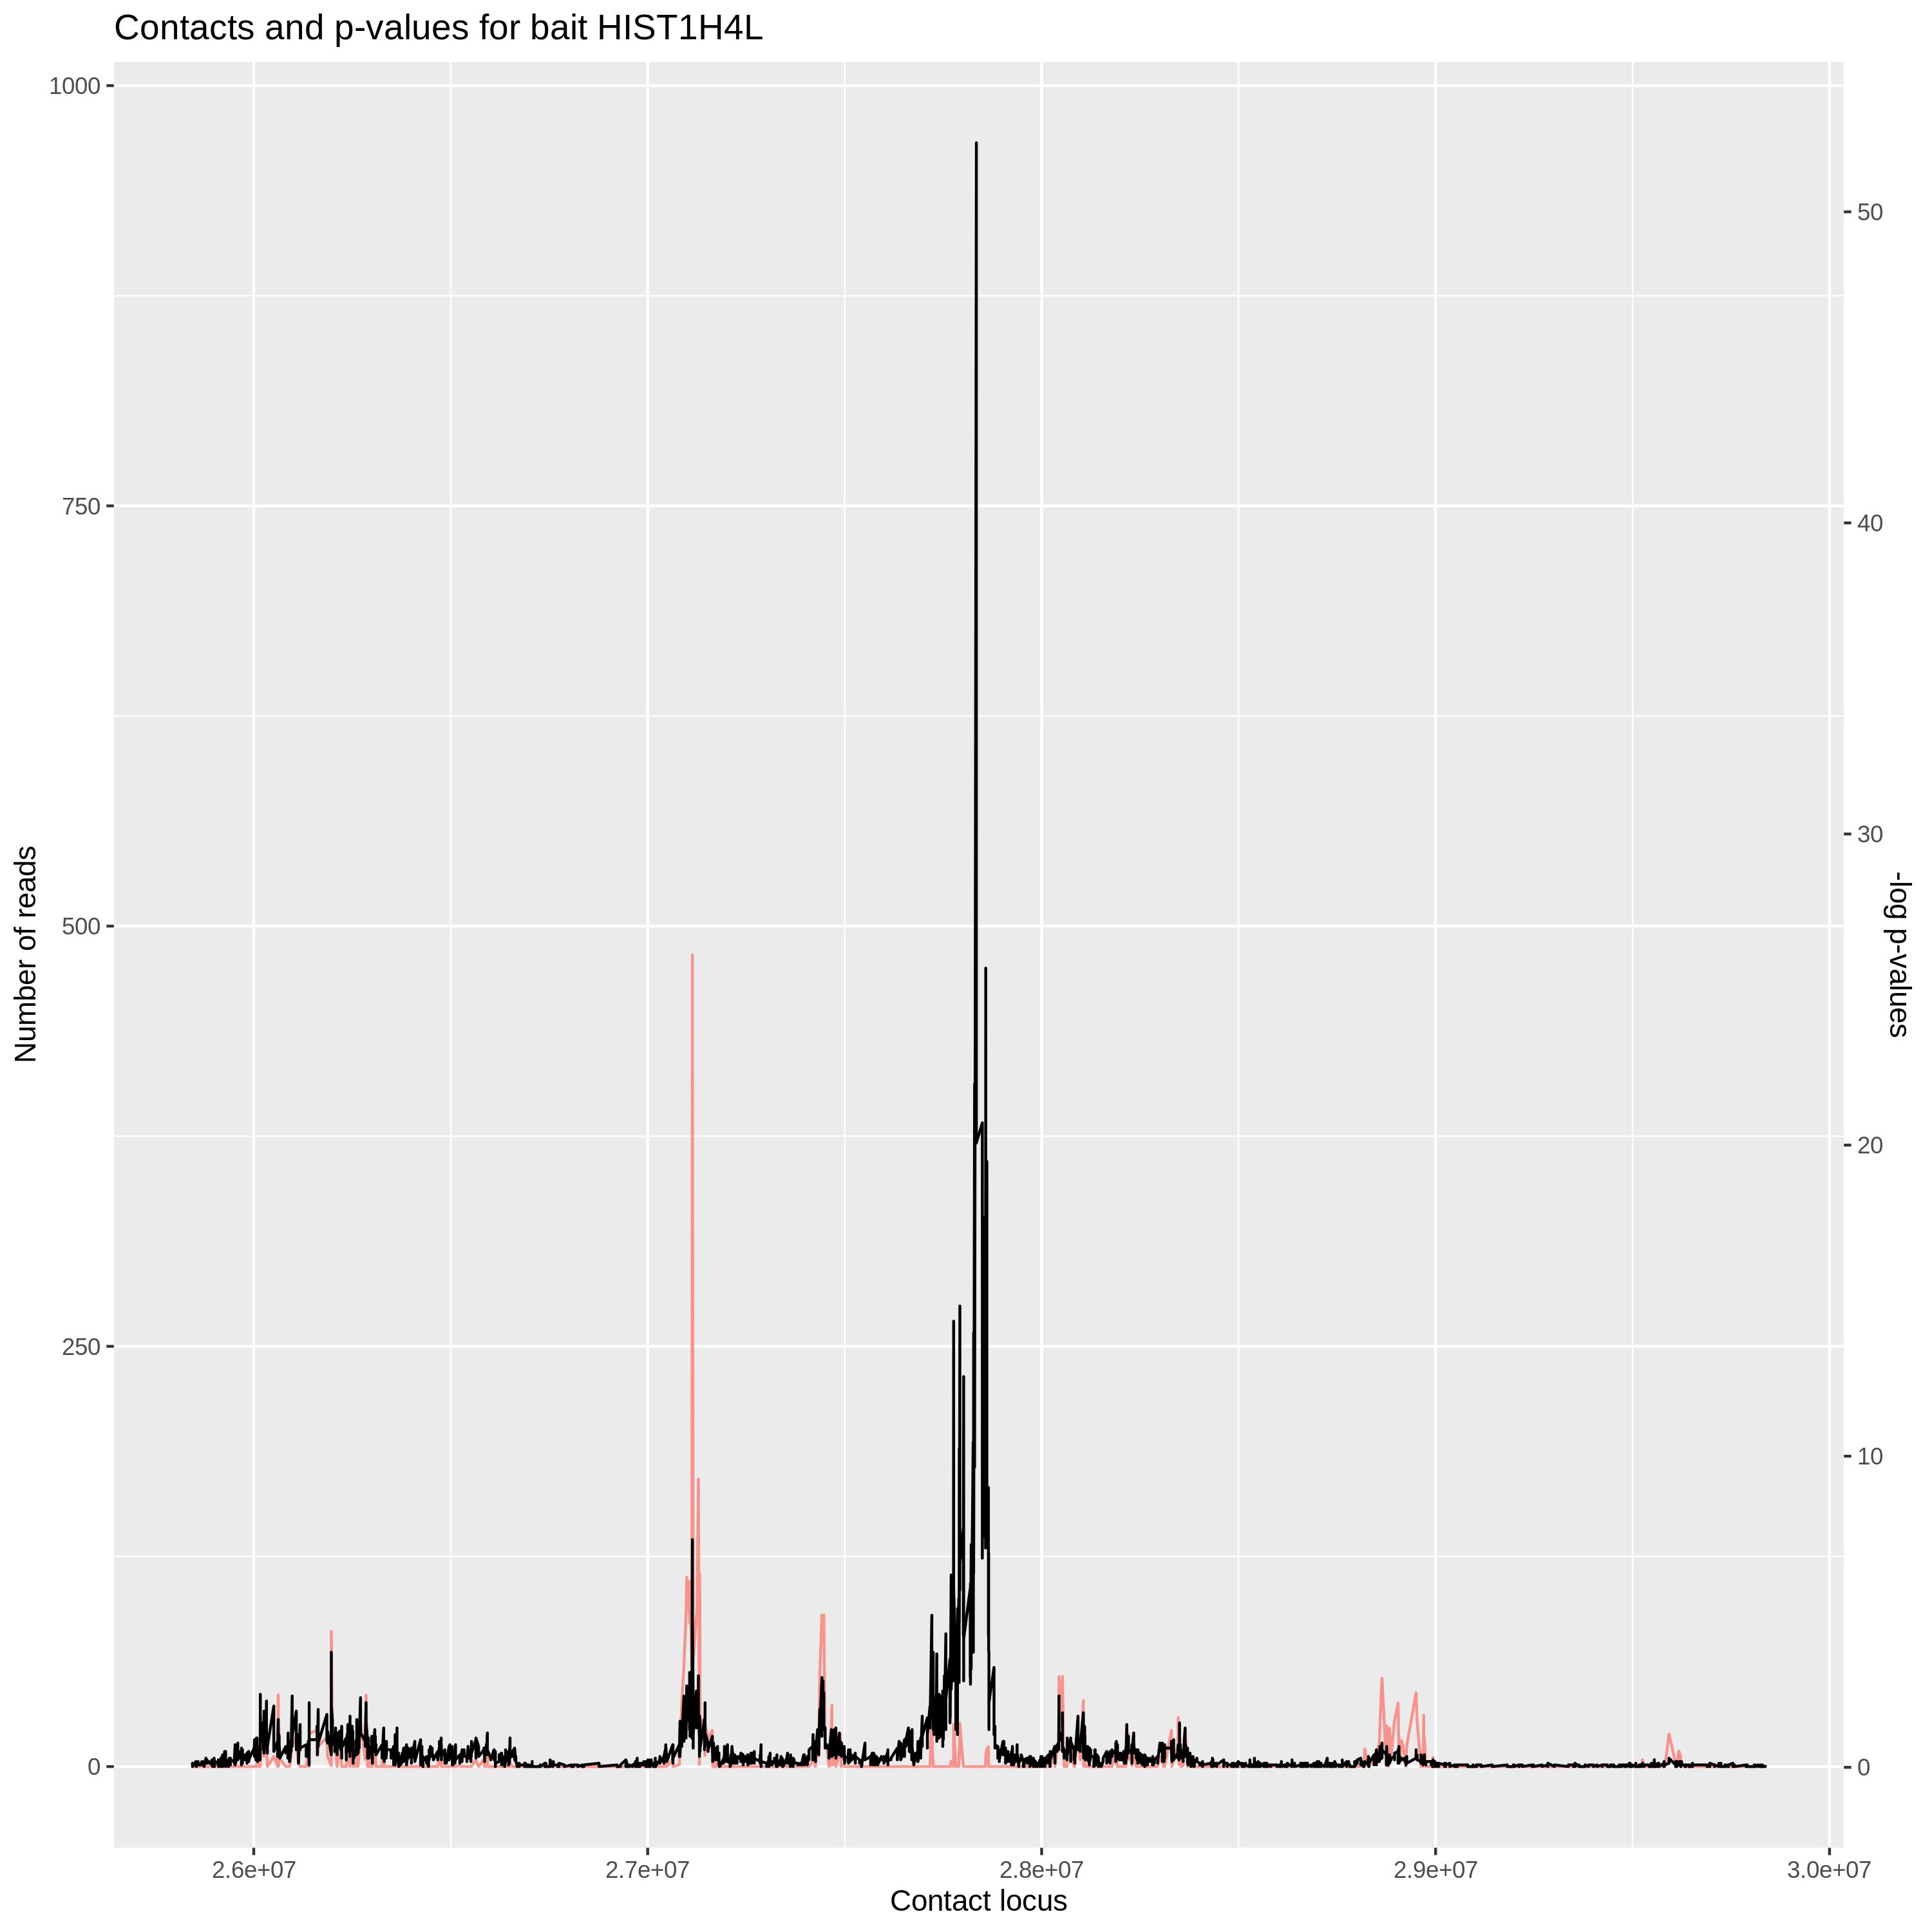 Contacts and p-values for bait HIST1H4L
1000
750
500
250
0
Number of reads
50
40
30
20
10
0
-log p-values
2.6e+07
2.7e+07
2.8e+07
2.9e+07
3.0e+07
Contact locus